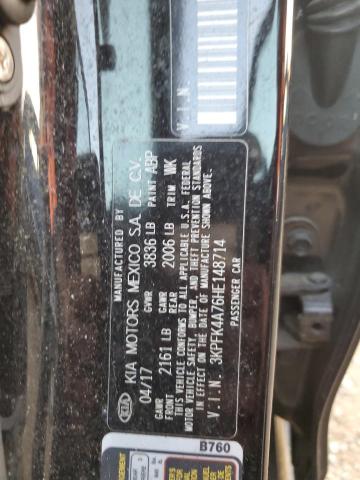 MANUFACTURED BY
KIA MOTORS MEXICO S.A. DE C.V.
04/17 GVWR 3836 LB PAINT ABP
GAWR FRONT 2161 LB GAWR REAR 2006 LB TRIM WK
THIS VEHICLE CONFORMS TO ALL APPLICABLE U.S.A. FEDERAL
MOTOR VEHICLE SAFETY, BUMPER, AND THEFT PREVENTION STANDARDS
IN EFFECT ON THE DATE OF MANUFACTURE SHOWN ABOVE.
V.I.N. 3KPFK4A76HE148714
PASSENGER CAR
KIA
V.I.N.
B760